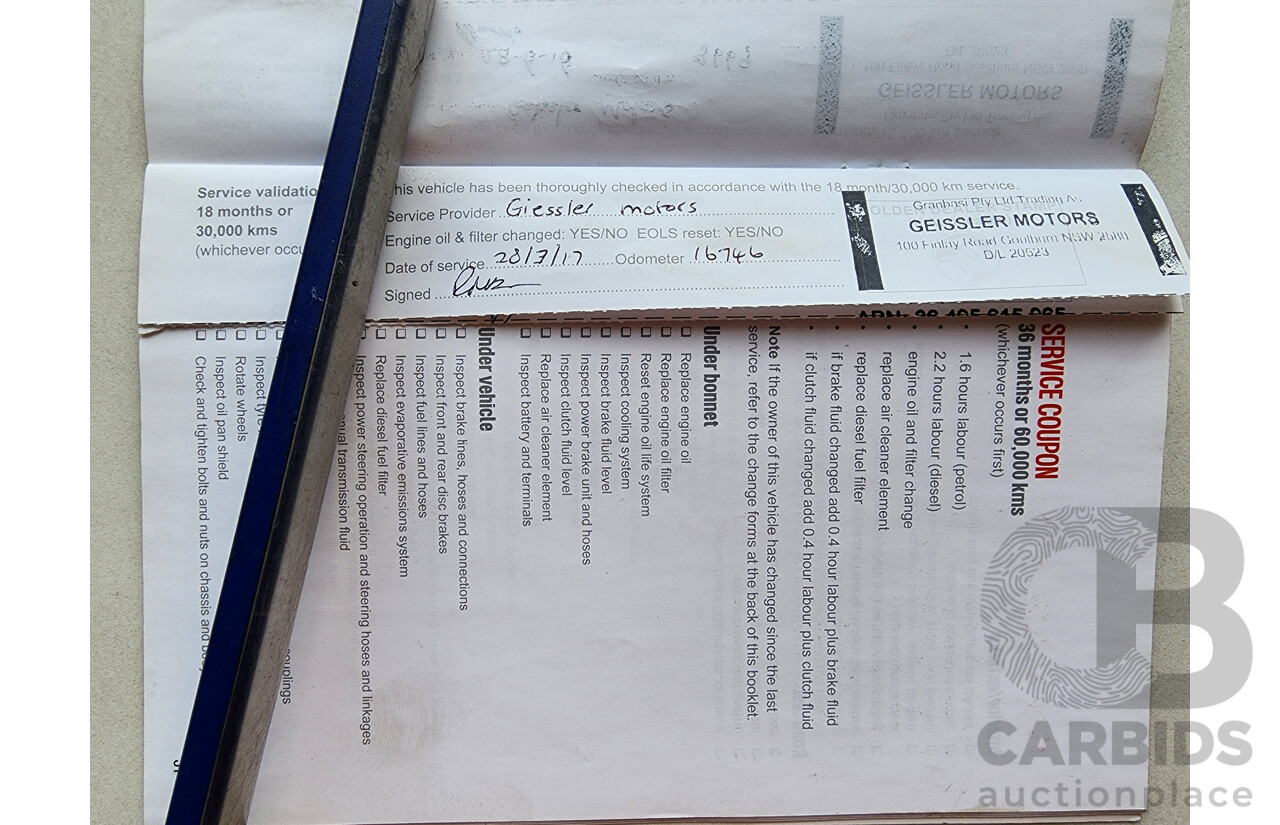 Service validatio
18 months or
30,000 kms
(whichever occu
his vehicle has been thoroughly checked in accordance with the 18 month/30,000 km service.
Service Provider Giessler motors
Engine oil & filter changed: YES/NO EOLS reset: YES/NO
Date of service 20/3/17 Odometer 16746
Signed
Granbasi Pty Ltd Trading As
GEISSLER MOTORS
100 Finlay Road Goulburn NSW 2580
D/L 20623
SERVICE COUPON
36 months or 60,000 kms
(whichever occurs first)
• 1.6 hours labour (petrol)
• 2.2 hours labour (diesel)
engine oil and filter change
replace air cleaner element
replace diesel fuel filter
• if brake fluid changed add 0.4 hour labour plus brake fluid
• if clutch fluid changed add 0.4 hour labour plus clutch fluid
Note If the owner of this vehicle has changed since the last
service, refer to the change forms at the back of this booklet.
Under bonnet
❑ Replace engine oil
❑ Replace engine oil filter
❑ Reset engine oil life system
❑ Inspect cooling system
❑ Inspect brake fluid level
❑ Inspect power brake unit and hoses
❑ Inspect clutch fluid level
❑ Replace air cleaner element
❑ Inspect battery and terminals
Under vehicle
❑ Inspect brake lines, hoses and connections
❑ Inspect front and rear disc brakes
❑ Inspect fuel lines and hoses
❑ Inspect evaporative emissions system
❑ Replace diesel fuel filter
Inspect power steering operation and steering hoses and linkages
nual transmission fluid
ouplings
❑ Inspect tyre
❑ Rotate wheels
❑ Inspect oil pan shield
❑ Check and tighten bolts and nuts on chassis and body
CB
CARBIDS
auctionplace